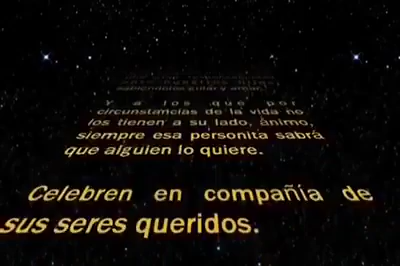 Y a los que por
circunstancias de la vida no
los tienen a su lado, ánimo,
siempre esa personita sabrá
que alguien lo quiere.
Celebren en compañía de
sus seres queridos.